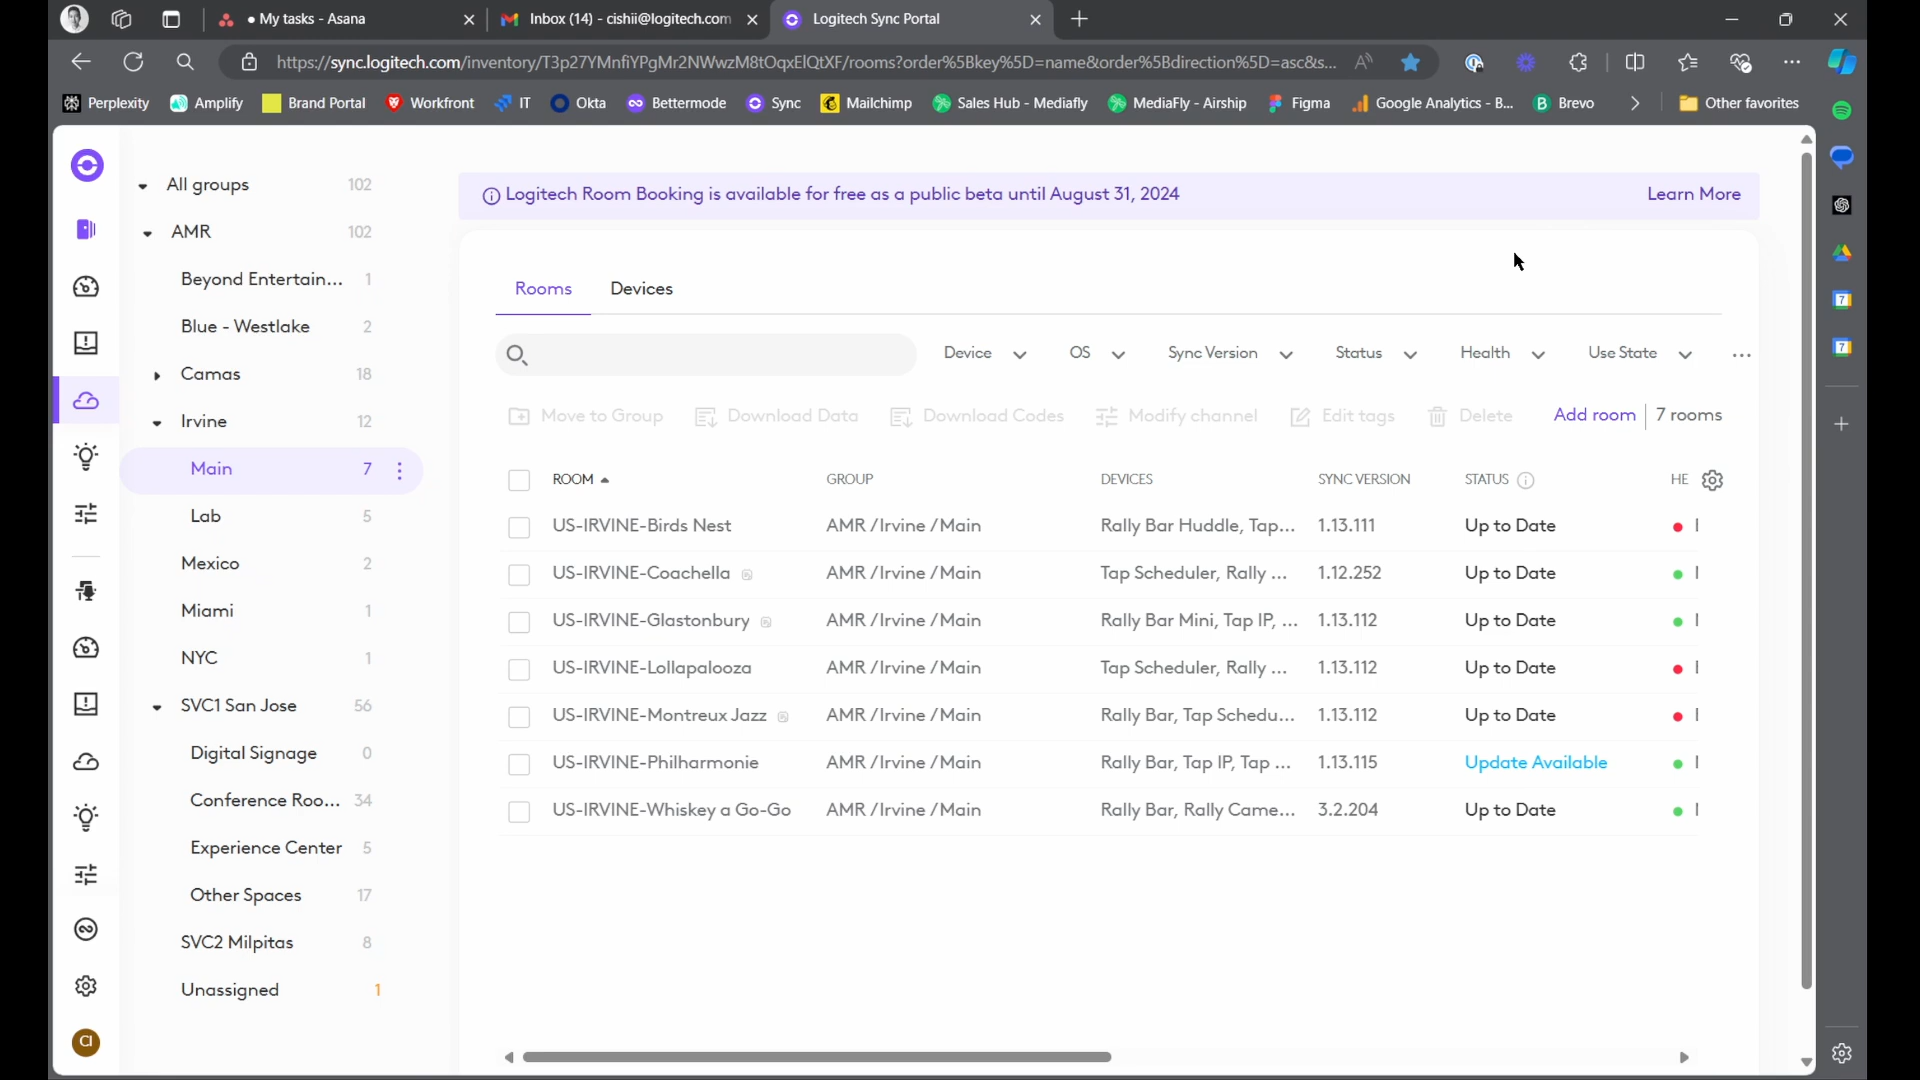 My tasks - Asana
Inbox (14) - cishii@logitech.com
Logitech Sync Portal
https://sync.logitech.com/inventory/T3p27YMnfiYPgMr2NWwzM8tOqxElQtXF/rooms?order%5Bkey%5D=name&order%5Bdirection%5D=asc&s...
Perplexity
Amplify
Brand Portal
Workfront
IT
Okta
Bettermode
Sync
Mailchimp
Sales Hub - Mediafly
MediaFly - Airship
Figma
Google Analytics - B...
Brevo
Other favorites
All groups 102
AMR 102
Beyond Entertain... 1
Blue - Westlake 2
Camas 18
Irvine 12
Main 7
Lab 5
Mexico 2
Miami 1
NYC 1
SVC1 San Jose 56
Digital Signage 0
Conference Roo... 34
Experience Center 5
Other Spaces 17
SVC2 Milpitas 8
Unassigned 1
CI
Logitech Room Booking is available for free as a public beta until August 31, 2024 Learn More
Rooms Devices
Device OS Sync Version Status Health Use State ...
Move to Group Download Data Download Codes Modify channel Edit tags Delete Add room 7 rooms
ROOM GROUP DEVICES SYNC VERSION STATUS HE
US-IRVINE-Birds Nest AMR /Irvine /Main Rally Bar Huddle, Tap... 1.13.111 Up to Date
US-IRVINE-Coachella AMR /Irvine /Main Tap Scheduler, Rally ... 1.12.252 Up to Date
US-IRVINE-Glastonbury AMR /Irvine /Main Rally Bar Mini, Tap IP, ... 1.13.112 Up to Date
US-IRVINE-Lollapalooza AMR /Irvine /Main Tap Scheduler, Rally ... 1.13.112 Up to Date
US-IRVINE-Montreux Jazz AMR /Irvine /Main Rally Bar, Tap Schedu... 1.13.112 Up to Date
US-IRVINE-Philharmonie AMR /Irvine /Main Rally Bar, Tap IP, Tap ... 1.13.115 Update Available
US-IRVINE-Whiskey a Go-Go AMR /Irvine /Main Rally Bar, Rally Came... 3.2.204 Up to Date
7
7